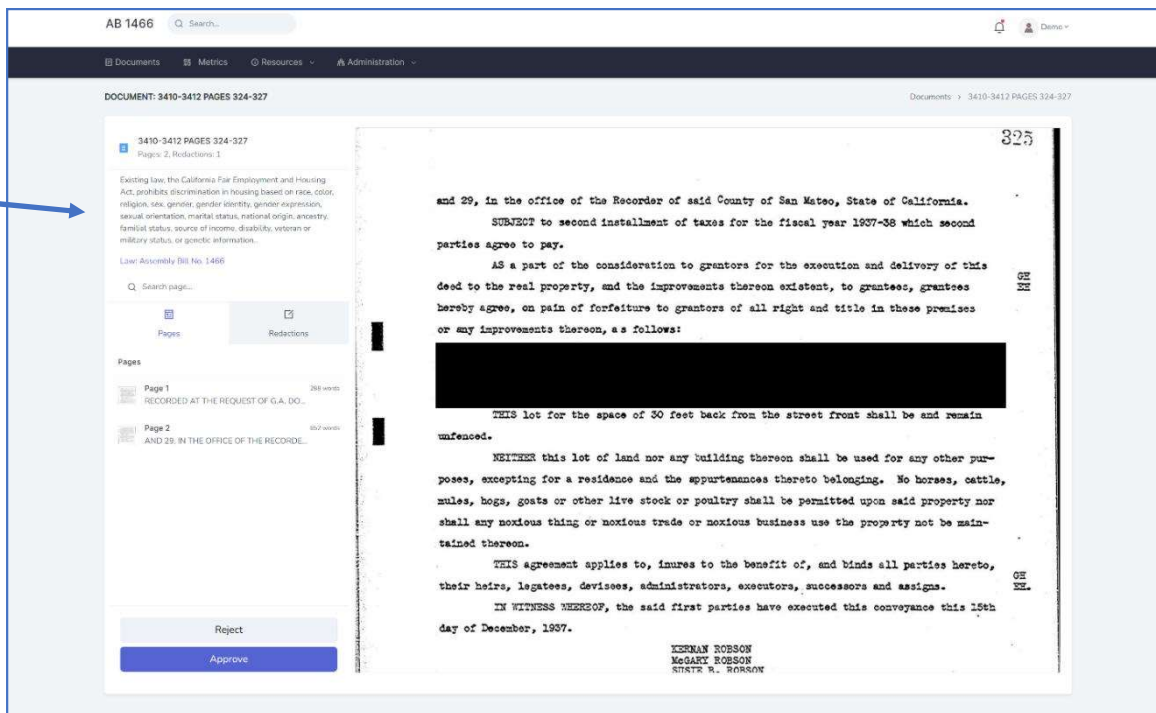 AB 1466
Search...
Demo
Documents
Metrics
Resources
Administration
DOCUMENT: 3410-3412 PAGES 324-327
Documents > 3410-3412 PAGES 324-327
3410-3412 PAGES 324-327
Pages: 2, Redactions: 1
Existing law, the California Fair Employment and Housing
Act, prohibits discrimination in housing based on race, color,
religion, sex, gender, gender identity, gender expression,
sexual orientation, marital status, national origin, ancestry,
familial status, source of income, disability, veteran or
military status, or genetic information...
Law: Assembly Bill No. 1466
Search page...
Pages
Redactions
Pages
Page 1
words
RECORDED AT THE REQUEST OF G.A. DO...
Page 2
words
AND 29, IN THE OFFICE OF THE RECORDE...
Reject
Approve
325
and 29, in the office of the Recorder of said County of San Mateo, State of California.
SUBJECT to second installment of taxes for the fiscal year 1937-38 which second
parties agree to pay.
AS a part of the consideration to grantors for the execution and delivery of this
deed to the real property, and the improvements thereon existent, to grantees, grantees
hereby agree, on pain of forfeiture to grantors of all right and title in these premises
or any improvements thereon, as follows:
THIS lot for the space of 30 feet back from the street front shall be and remain
unfenced.
NEITHER this lot of land nor any building thereon shall be used for any other pur-
poses, excepting for a residence and the appurtenances thereto belonging. No horses, cattle,
mules, hogs, goats or other live stock or poultry shall be permitted upon said property nor
shall any noxious thing or noxious trade or noxious business use the property not be main-
tained thereon.
THIS agreement applies to, inures to the benefit of, and binds all parties hereto,
their heirs, legatees, devisees, administrators, executors, successors and assigns.
IN WITNESS WHEREOF, the said first parties have executed this conveyance this 15th
day of December, 1937.
KERNAN ROBSON
McGARY ROBSON
SUSIE B. ROBSON